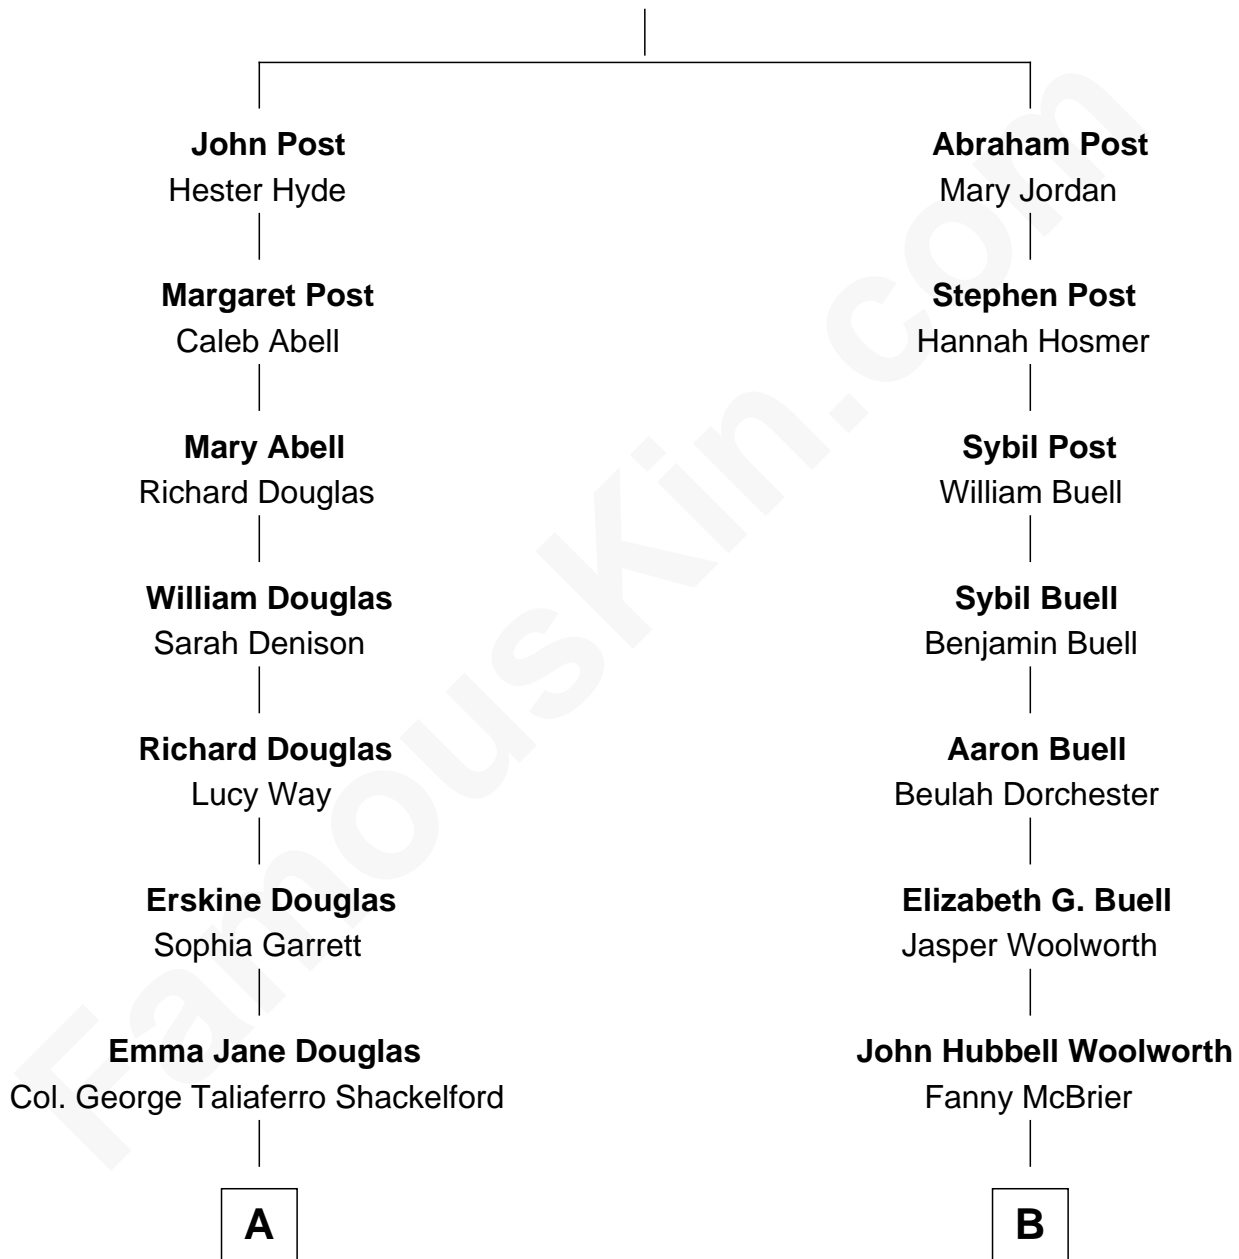 John Post
Hester Hyde
Margaret Post
Caleb Abell
Mary Abell
Richard Douglas
William Douglas
Sarah Denison
Richard Douglas
Lucy Way
Erskine Douglas
Sophia Garrett
Emma Jane Douglas
Col. George Taliaferro Shackelford
A
Abraham Post
Mary Jordan
Stephen Post
Hannah Hosmer
Sybil Post
William Buell
Sybil Buell
Benjamin Buell
Aaron Buell
Beulah Dorchester
Elizabeth G. Buell
Jasper Woolworth
John Hubbell Woolworth
Fanny McBrier
B
FamousKin.com